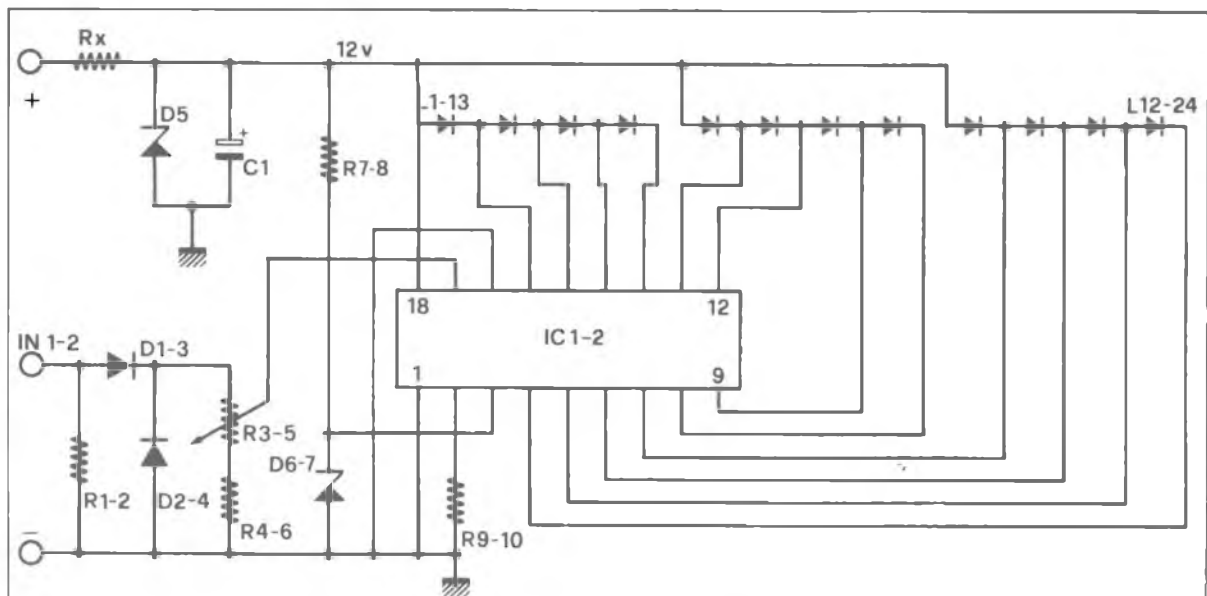 Rx
12v
+
D5
+
C1
R7-8
L1-13
L12-24
18
12
IC1-2
1
9
IN 1-2
D1-3
R3-5
R1-2
D2-4
R4-6
D6-7
R9-10
−